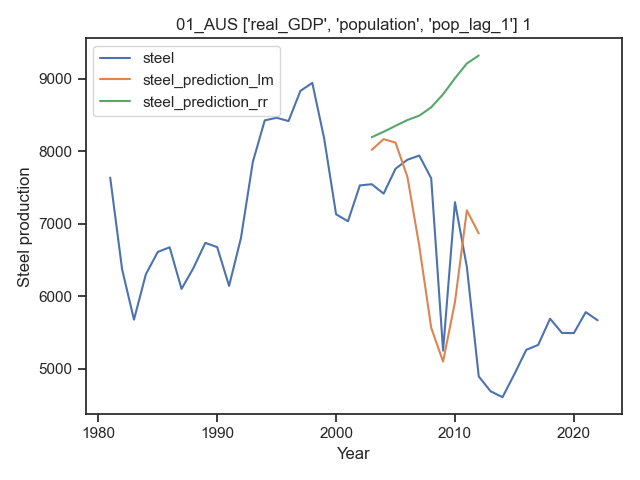 01_AUS ['real_GDP', 'population', 'pop_lag_1'] 1
steel
steel_prediction_lm
steel_prediction_rr
9000
8000
7000
6000
5000
Steel production
1980
1990
2000
2010
2020
Year